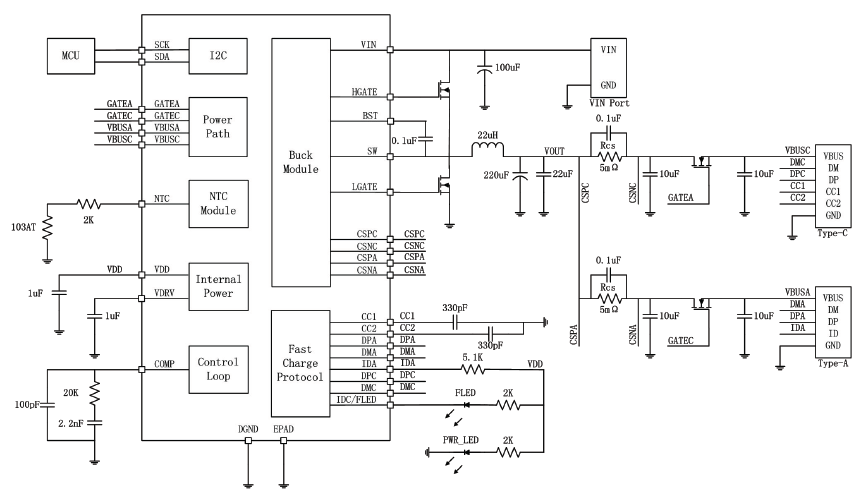 MCU
SCK
SDA
I2C
VIN
HGATE
BST
SW
LGATE
Buck
Module
100uF
VIN
GND
VIN Port
GATEA
GATEC
VBUSA
VBUSC
GATEA
GATEC
VBUSA
VBUSC
Power
Path
0.1uF
22uH
VOUT
220uF
22uF
0.1uF
Rcs
5mΩ
CSPC
CSNC
10uF
GATEA
10uF
VBUSC
DMC
DPC
CC1
CC2
VBUS
DM
DP
CC1
CC2
GND
Type-C
103AT
2K
NTC
NTC
Module
CSPC
CSNC
CSPA
CSNA
CSPC
CSNC
CSPA
CSNA
VDD
VDD
VDRV
Internal
Power
1uF
1uF
0.1uF
Rcs
5mΩ
CSPA
CSNA
10uF
GATEC
10uF
VBUSA
DMA
DPA
IDA
VBUS
DM
DP
ID
GND
Type-A
Fast
Charge
Protocol
CC1
CC2
DPA
DMA
IDA
DPC
DMC
IDC/FLED
CC1
CC2
DPA
DMA
IDA
DPC
DMC
330pF
330pF
5.1K
VDD
FLED
2K
PWR_LED
2K
COMP
Control
Loop
100pF
20K
2.2nF
DGND
EPAD